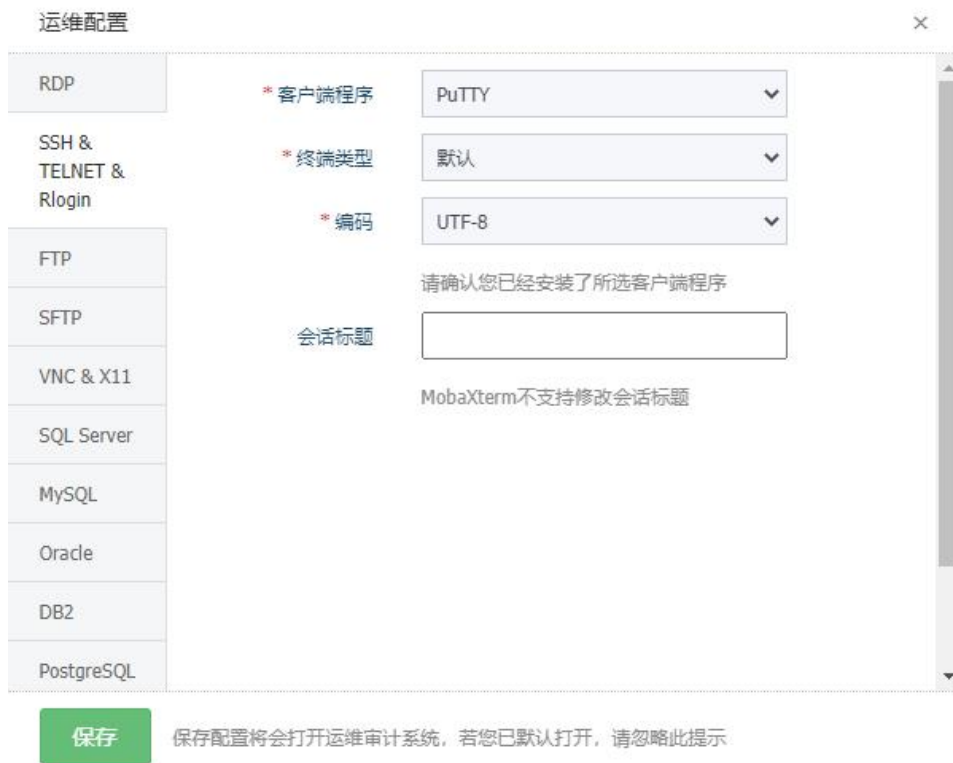 运维配置
×
RDP
SSH &
TELNET &
Rlogin
FTP
SFTP
VNC & X11
SQL Server
MySQL
Oracle
DB2
PostgreSQL
* 客户端程序 PuTTY
* 终端类型 默认
* 编码 UTF-8
请确认您已经安装了所选客户端程序
会话标题
MobaXterm不支持修改会话标题
保存 保存配置将会打开运维审计系统，若您已默认打开，请忽略此提示